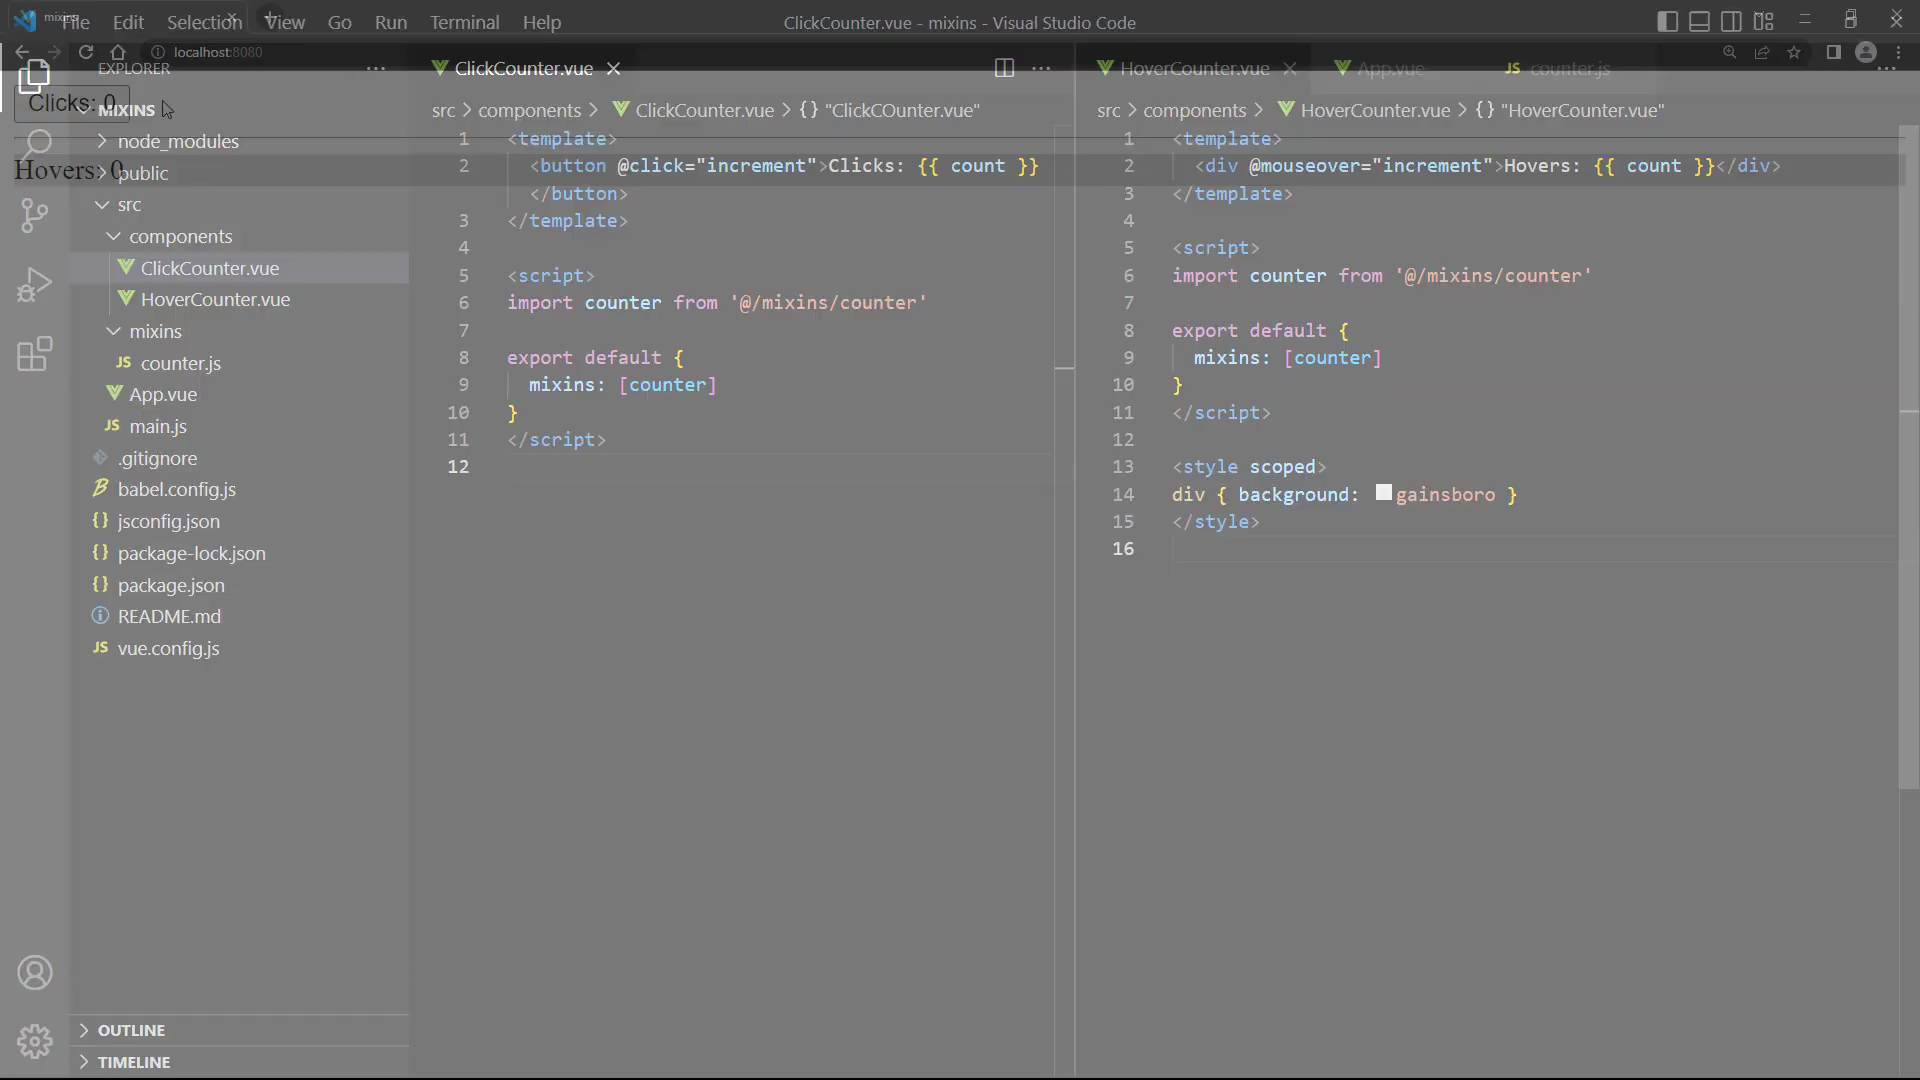 mixins
File Edit Selection View Go Run Terminal Help
ClickCounter.vue - mixins - Visual Studio Code
localhost:8080
Clicks: 0
Hovers: 0
EXPLORER
MIXINS
node_modules
public
src
components
ClickCounter.vue
HoverCounter.vue
mixins
JS counter.js
App.vue
JS main.js
.gitignore
babel.config.js
{} jsconfig.json
{} package-lock.json
{} package.json
README.md
JS vue.config.js
OUTLINE
TIMELINE
ClickCounter.vue
src > components > ClickCounter.vue > {} "ClickCOunter.vue"
1 <template>
2 <button @click="increment">Clicks: {{ count }}
</button>
3 </template>
4
5 <script>
6 import counter from '@/mixins/counter'
7
8 export default {
9 mixins: [counter]
10 }
11 </script>
12
HoverCounter.vue App.vue JS counter.js
src > components > HoverCounter.vue > {} "HoverCounter.vue"
1 <template>
2 <div @mouseover="increment">Hovers: {{ count }}</div>
3 </template>
4
5 <script>
6 import counter from '@/mixins/counter'
7
8 export default {
9 mixins: [counter]
10 }
11 </script>
12
13 <style scoped>
14 div { background: gainsboro }
15 </style>
16